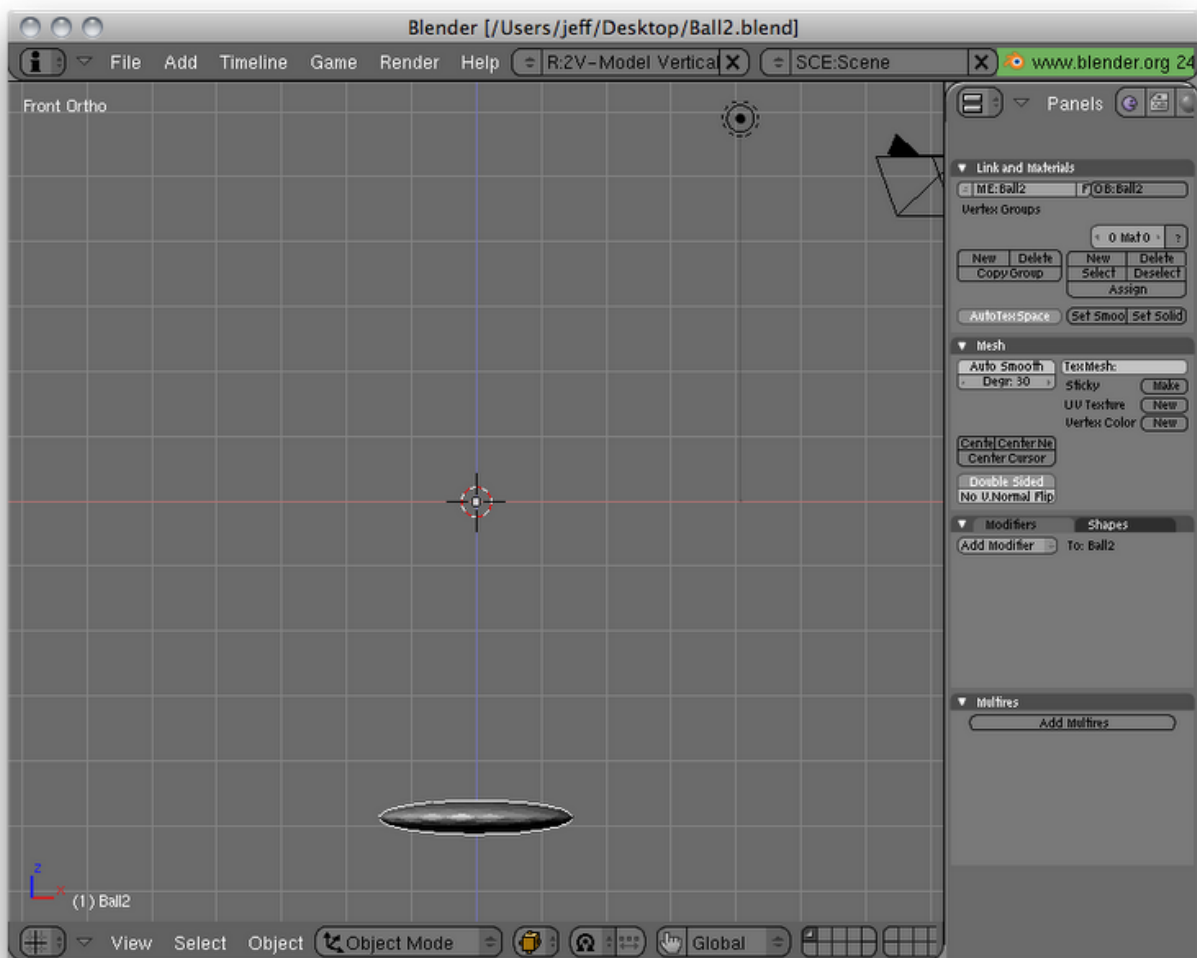 Blender [/Users/jeff/Desktop/Ball2.blend]
File Add Timeline Game Render Help R:2V-Model Vertical X SCE:Scene X www.blender.org 24
Front Ortho
Panels
Link and Materials
ME:Ball2 F OB:Ball2
Vertex Groups
0 Mat 0 ?
New Delete New Delete
Copy Group Select Deselect
Assign
AutoTexSpace Set Smoo Set Solid
Mesh
Auto Smooth TexMesh:
Degr: 30 Sticky Make
UV Texture New
Vertex Color New
Cente Center Ne
Center Cursor
Double Sided
No V.Normal Flip
Modifiers Shapes
Add Modifier To: Ball2
Multires
Add Multires
z
x
(1) Ball2
View Select Object Object Mode Global